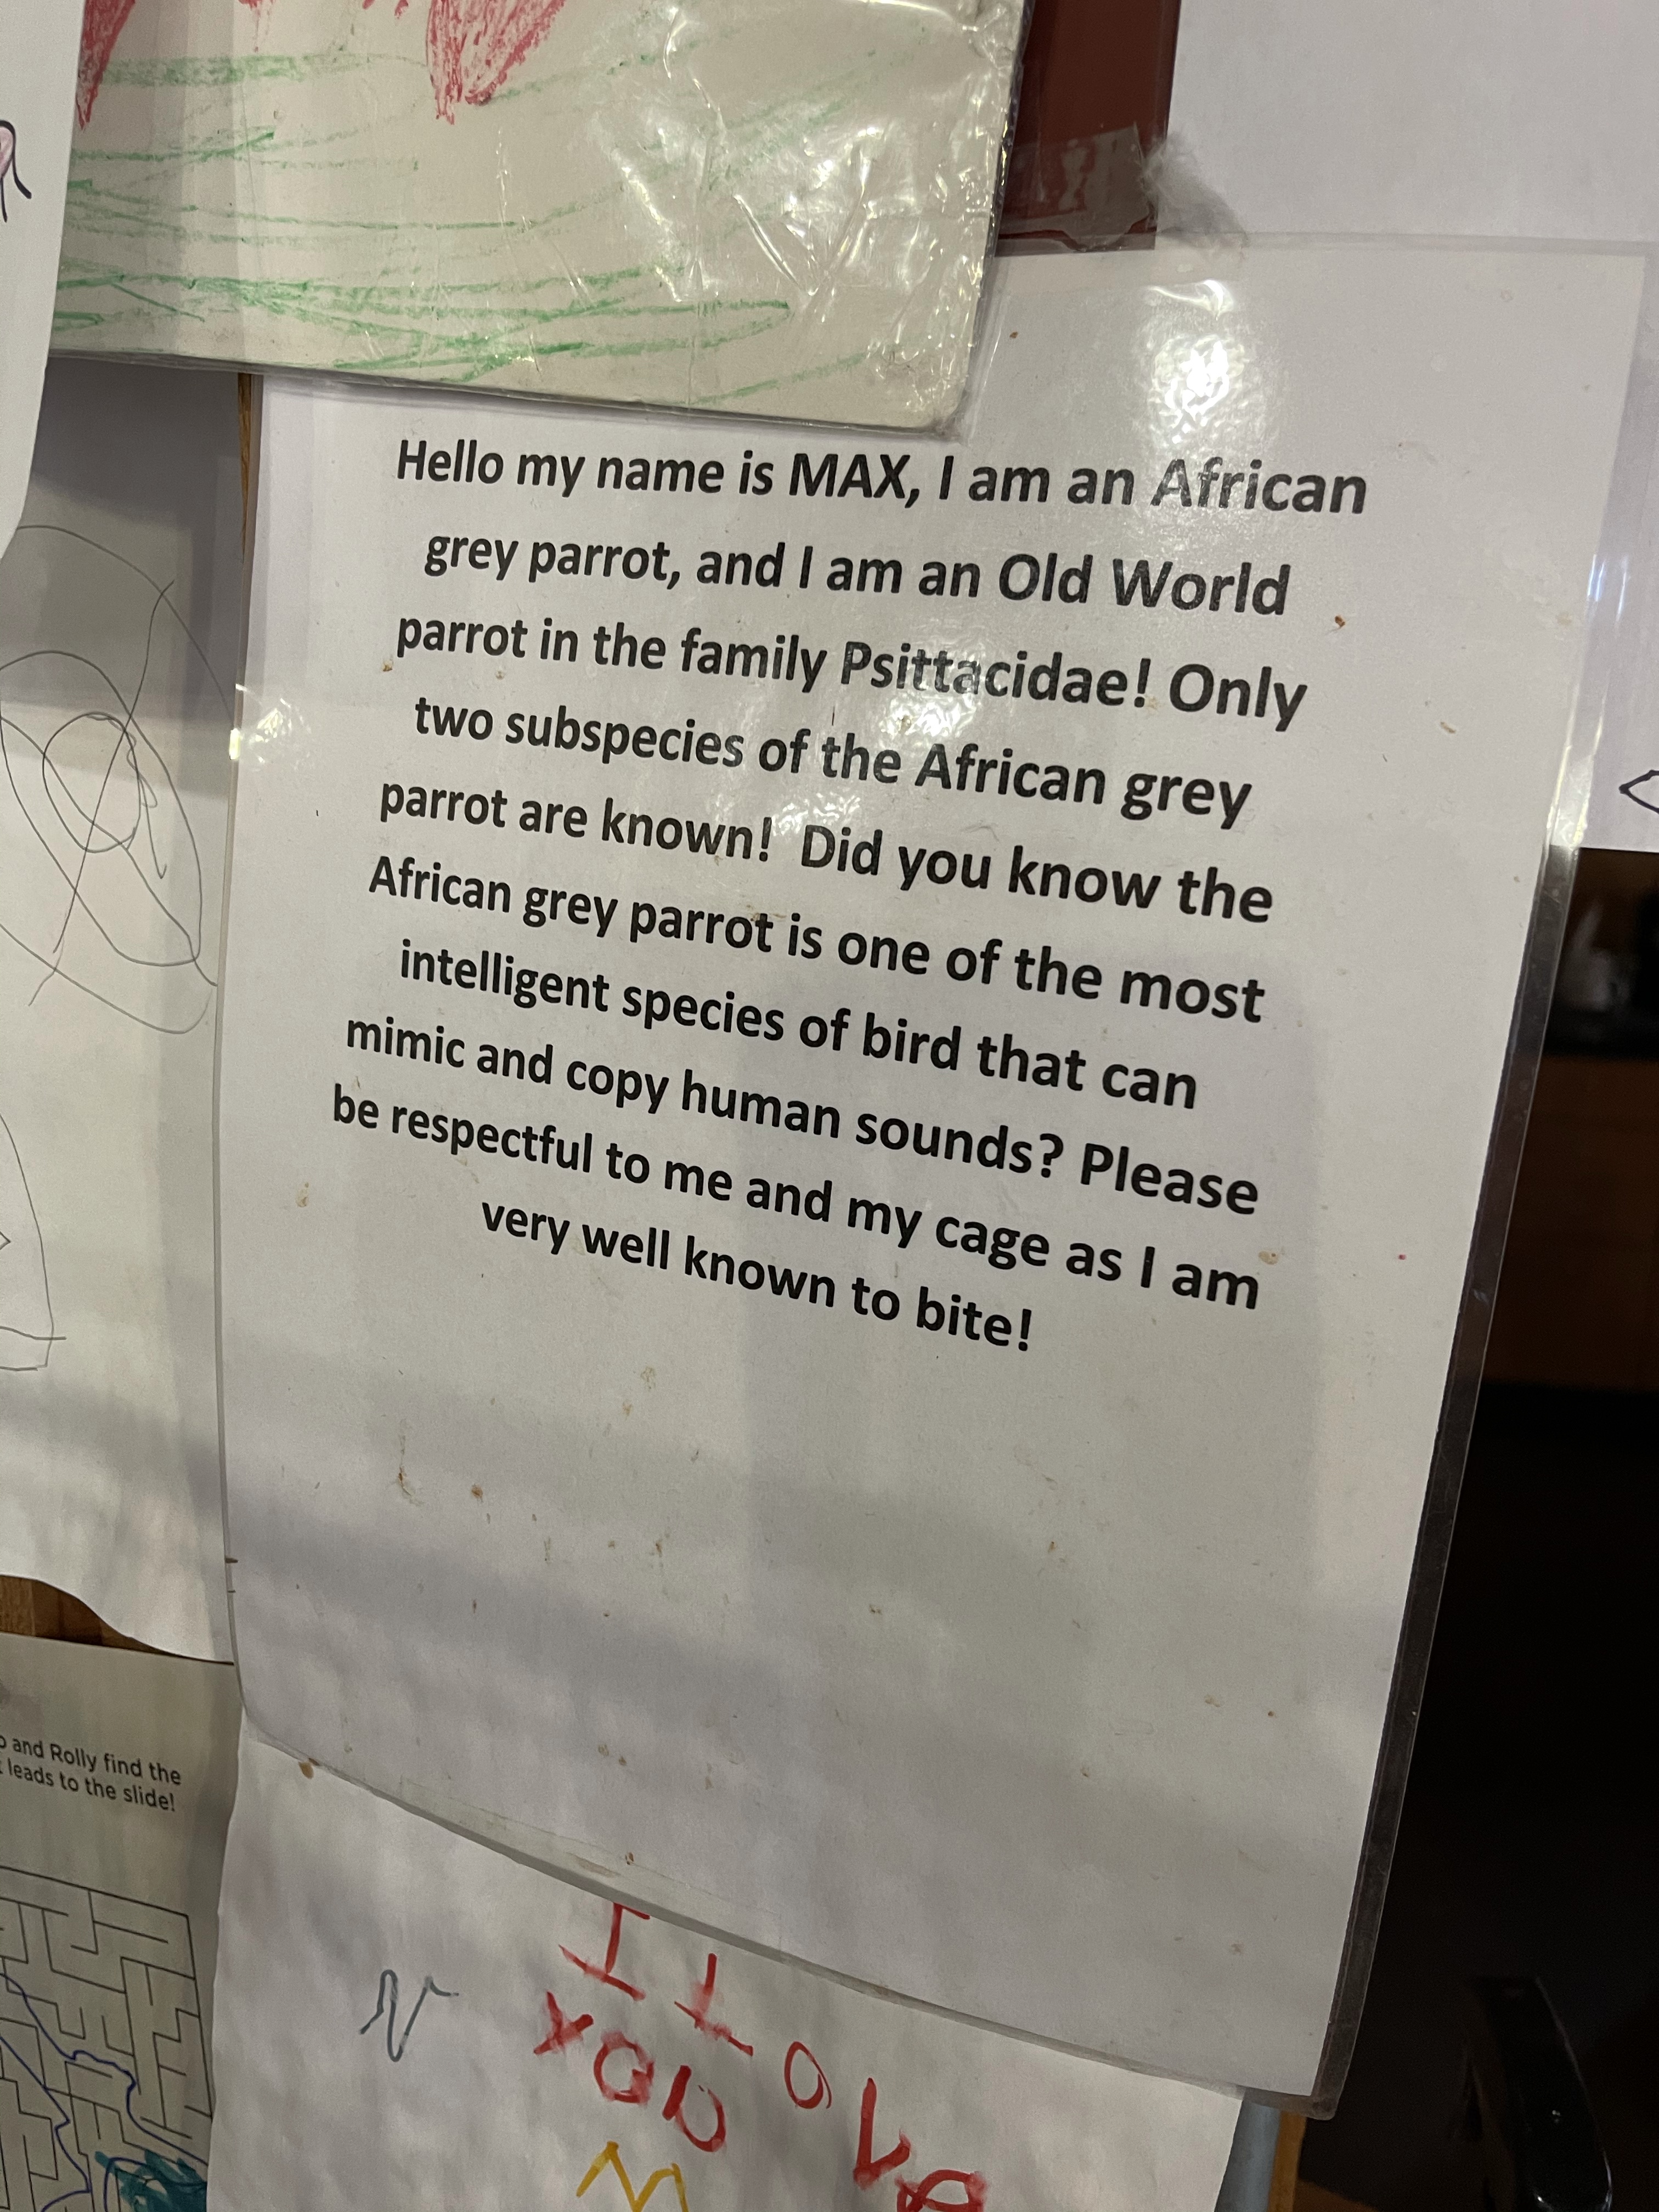 Hello my name is MAX, I am an African
grey parrot, and I am an Old World
parrot in the family Psittacidae! Only
two subspecies of the African grey
parrot are known!  Did you know the
African grey parrot is one of the most
intelligent species of bird that can
mimic and copy human sounds? Please
be respectful to me and my cage as I am
very well known to bite!
and Rolly find the
leads to the slide!